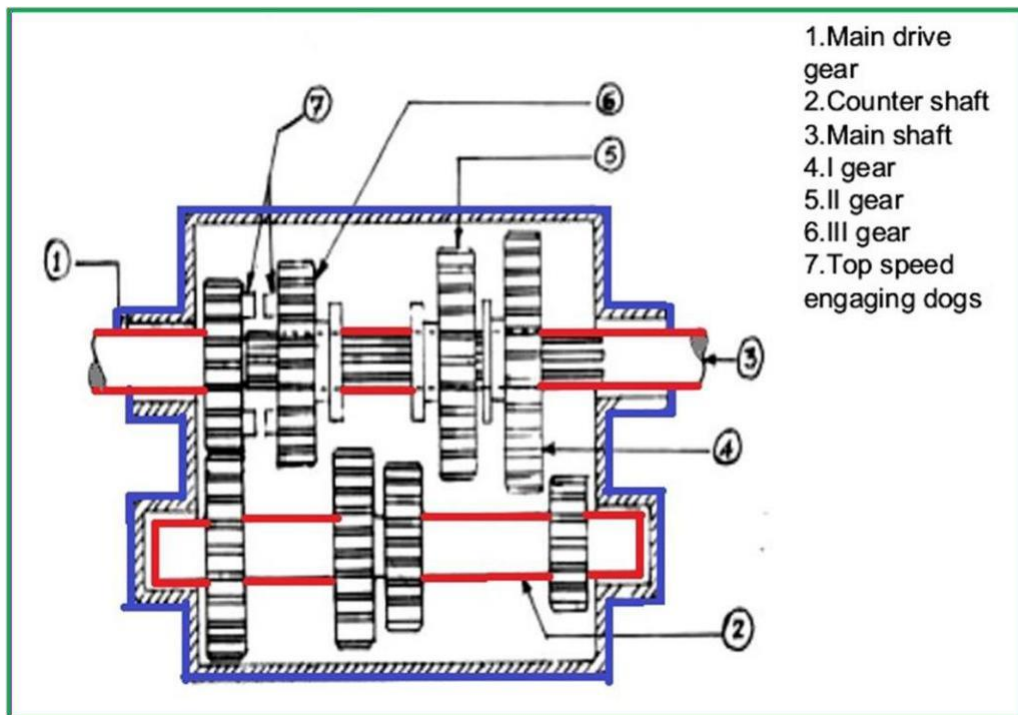 1.Main drive
gear
2.Counter shaft
3.Main shaft
4.I gear
5.II gear
6.III gear
7.Top speed
engaging dogs
7
6
5
1
3
4
2